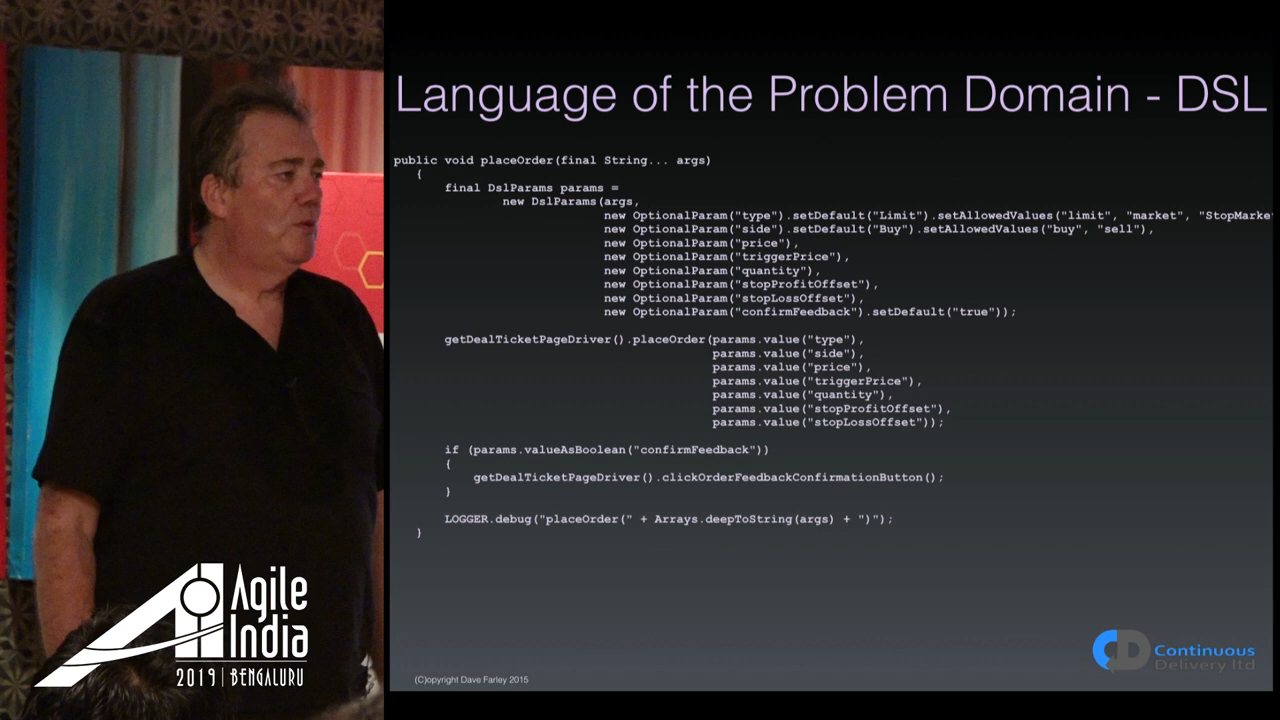 Language of the Problem Domain - DSL
public void placeOrder(final String... args)
{
final DslParams params =
new DslParams(args,
new OptionalParam("type").setDefault("Limit").setAllowedValues("limit", "market", "StopMarke
new OptionalParam("side").setDefault("Buy").setAllowedValues("buy", "sell"),
new OptionalParam("price"),
new OptionalParam("triggerPrice"),
new OptionalParam("quantity"),
new OptionalParam("stopProfitOffset"),
new OptionalParam("stopLossOffset"),
new OptionalParam("confirmFeedback").setDefault("true"));
getDealTicketPageDriver().placeOrder(params.value("type"),
params.value("side"),
params.value("price"),
params.value("triggerPrice"),
params.value("quantity"),
params.value("stopProfitOffset"),
params.value("stopLossOffset"));
if (params.valueAsBoolean("confirmFeedback"))
{
getDealTicketPageDriver().clickOrderFeedbackConfirmationButton();
}
LOGGER.debug("placeOrder(" + Arrays.deepToString(args) + ")");
}
Agile
India
2019 | BENGALURU
CD Continuous
Delivery ltd
(C)opyright Dave Farley 2015